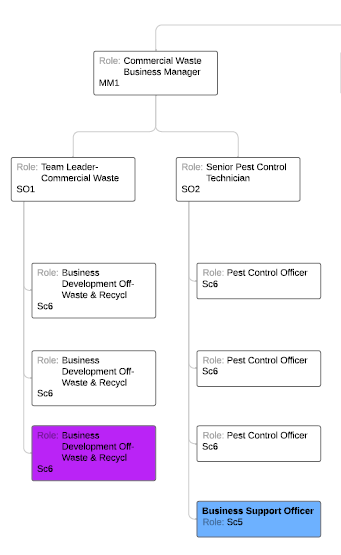 Role: Commercial Waste
Business Manager
MM1
Role: Team Leader-
Commercial Waste
SO1
Role: Senior Pest Control
Technician
SO2
Role: Business
Development Off-
Waste & Recycl
Sc6
Role: Business
Development Off-
Waste & Recycl
Sc6
Role: Business
Development Off-
Waste & Recycl
Sc6
Role: Pest Control Officer
Sc6
Role: Pest Control Officer
Sc6
Role: Pest Control Officer
Sc6
Business Support Officer
Role: Sc5